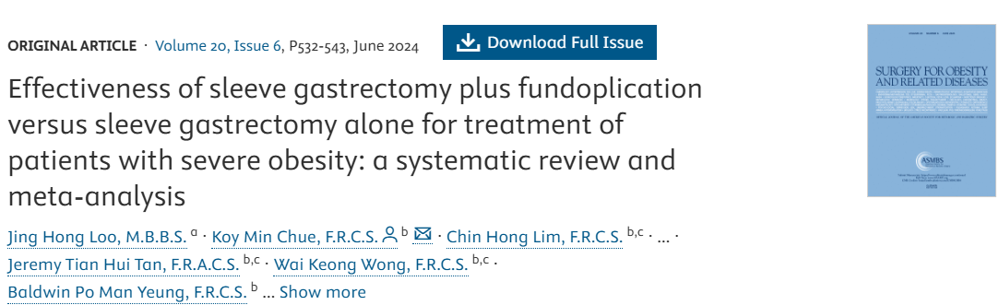 ORIGINAL ARTICLE · Volume 20, Issue 6, P532-543, June 2024
Download Full Issue
Effectiveness of sleeve gastrectomy plus fundoplication
versus sleeve gastrectomy alone for treatment of
patients with severe obesity: a systematic review and
meta-analysis
Jing Hong Loo, M.B.B.S. a · Koy Min Chue, F.R.C.S. b · Chin Hong Lim, F.R.C.S. b,c · ... ·
Jeremy Tian Hui Tan, F.R.A.C.S. b,c · Wai Keong Wong, F.R.C.S. b,c ·
Baldwin Po Man Yeung, F.R.C.S. b ... Show more
SURGERY FOR OBESITY
AND RELATED DISEASES
ASMBS